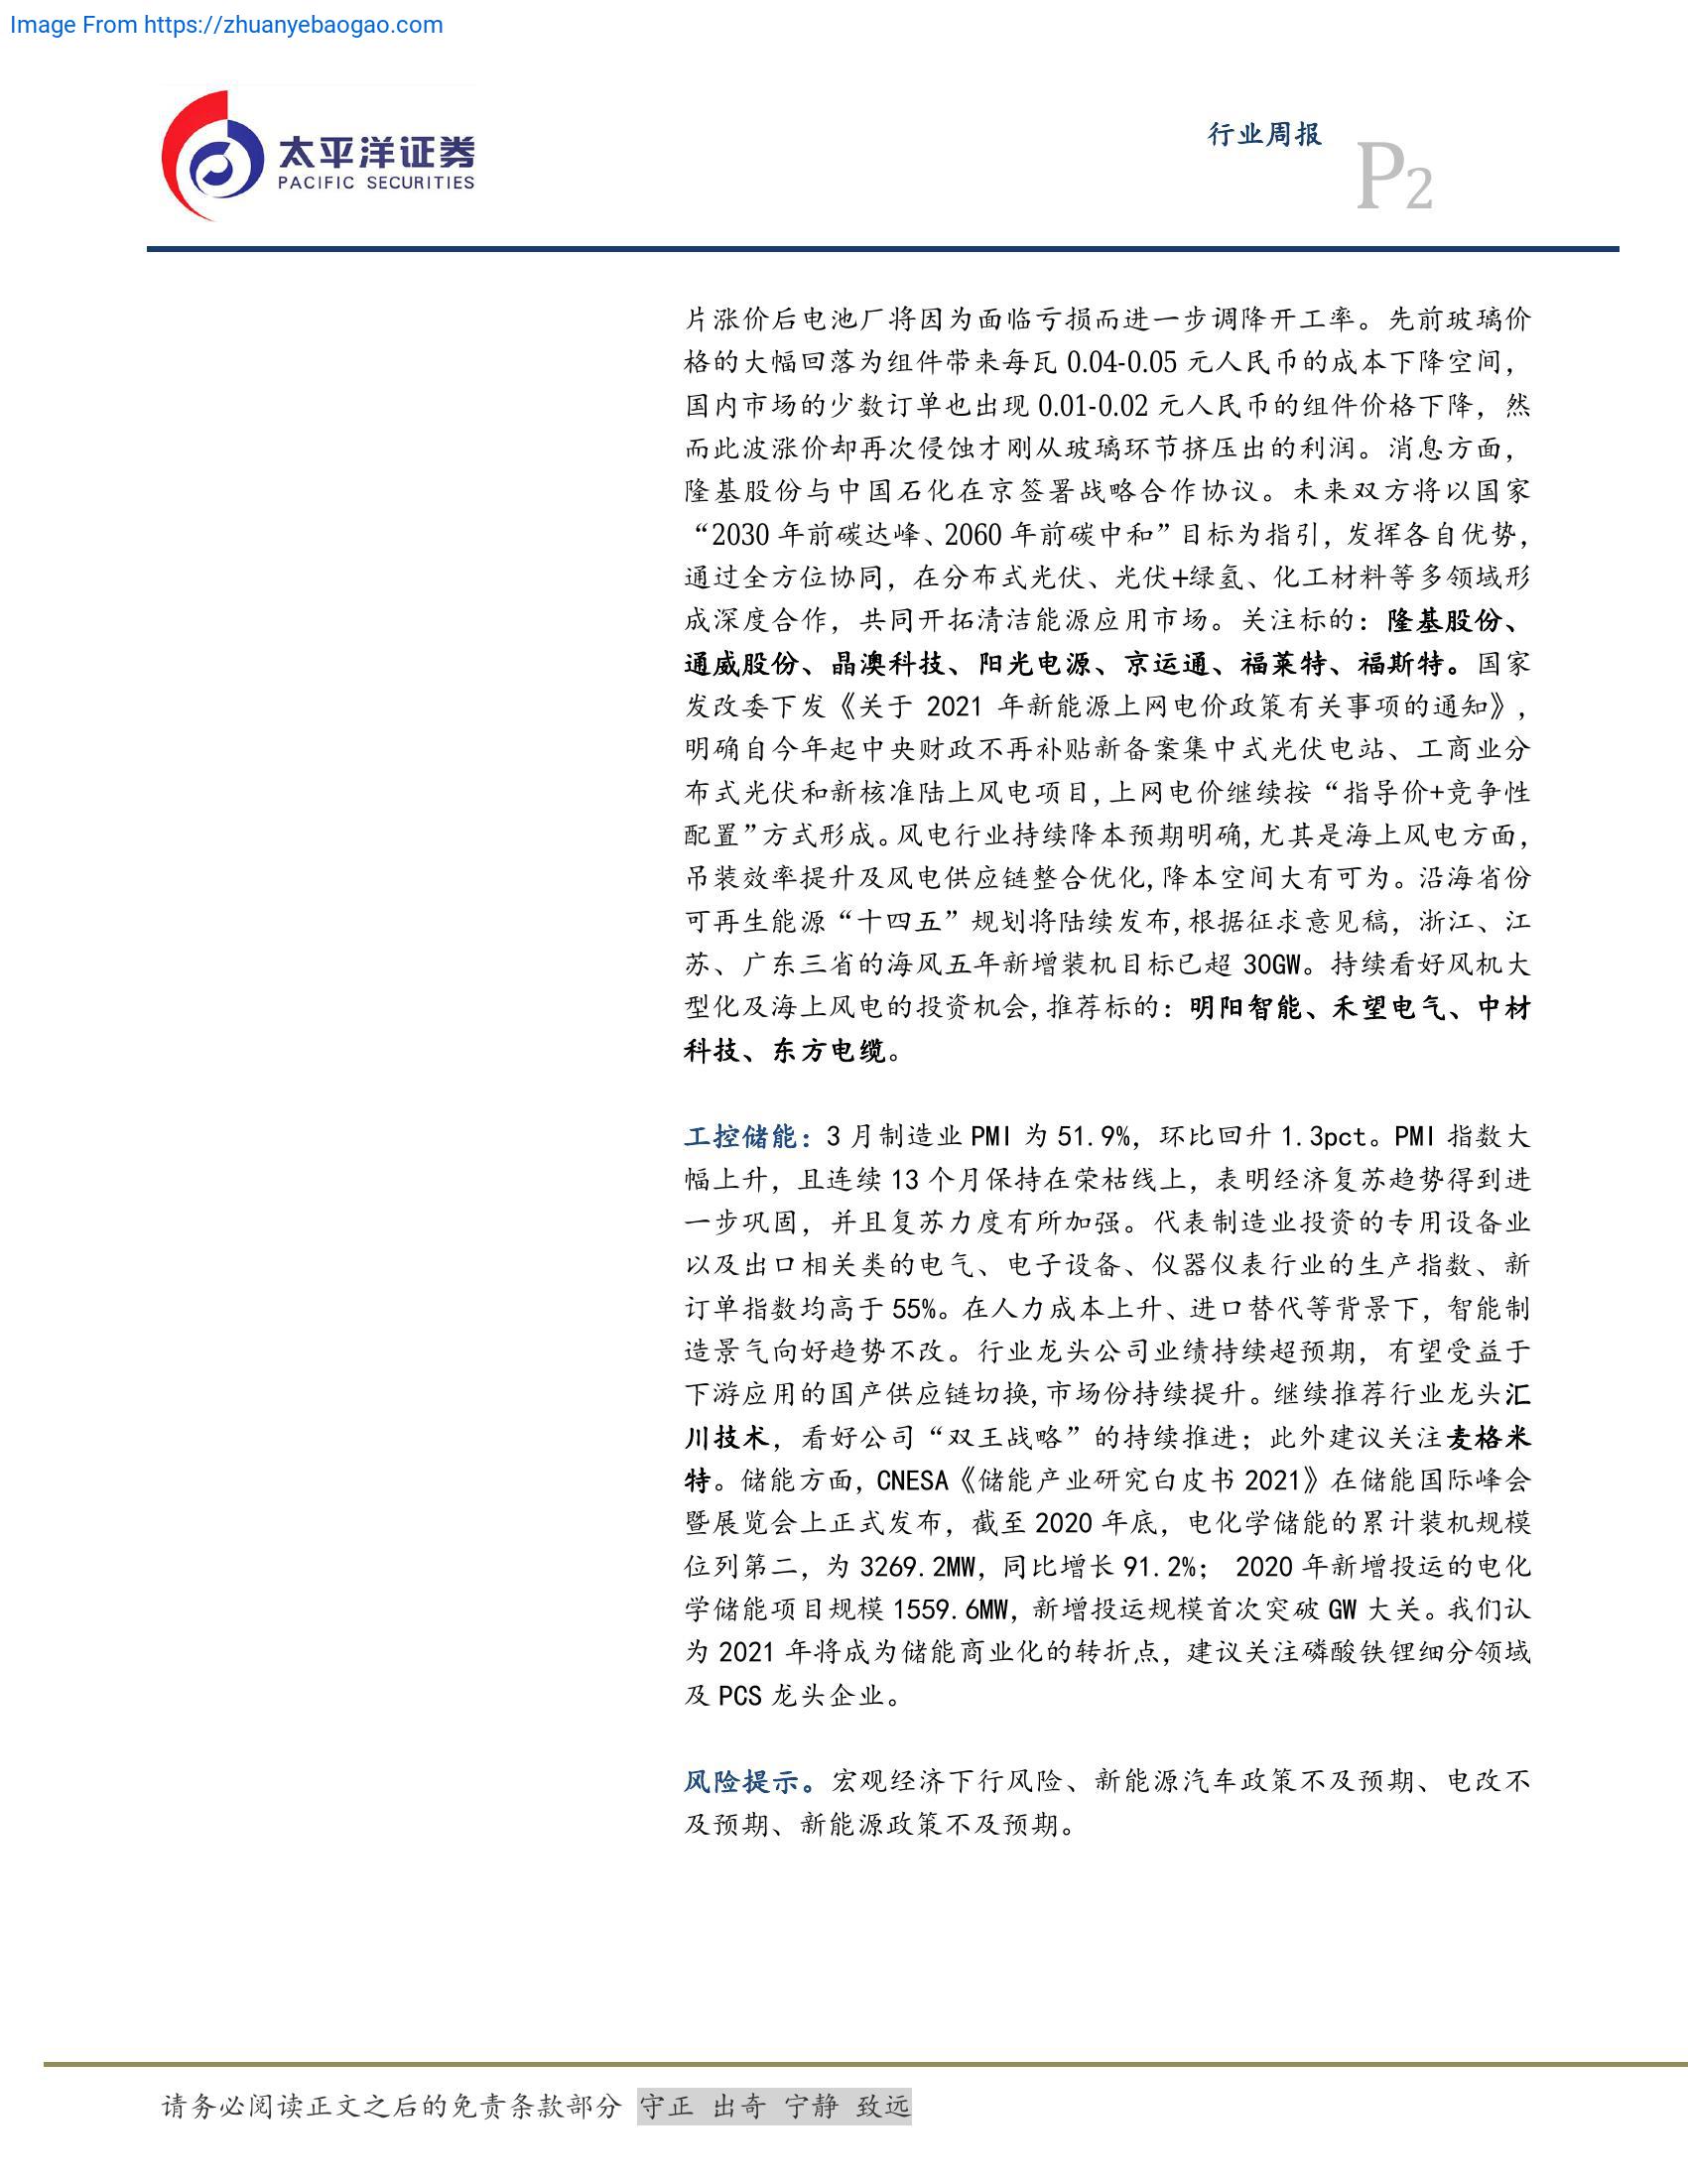 Image From https://zhuanyebaogao.com
太平洋证券
PACIFIC SECURITIES
行业周报
P2
片涨价后电池厂将因为面临亏损而进一步调降开工率。先前玻璃价
格的大幅回落为组件带来每瓦 0.04-0.05 元人民币的成本下降空间，
国内市场的少数订单也出现 0.01-0.02 元人民币的组件价格下降，然
而此波涨价却再次侵蚀才刚从玻璃环节挤压出的利润。消息方面，
隆基股份与中国石化在京签署战略合作协议。未来双方将以国家
“2030 年前碳达峰、2060 年前碳中和”目标为指引，发挥各自优势，
通过全方位协同，在分布式光伏、光伏+绿氢、化工材料等多领域形
成深度合作，共同开拓清洁能源应用市场。关注标的：隆基股份、
通威股份、晶澳科技、阳光电源、京运通、福莱特、福斯特。国家
发改委下发《关于 2021 年新能源上网电价政策有关事项的通知》，
明确自今年起中央财政不再补贴新备案集中式光伏电站、工商业分
布式光伏和新核准陆上风电项目,上网电价继续按“指导价+竞争性
配置”方式形成。风电行业持续降本预期明确,尤其是海上风电方面，
吊装效率提升及风电供应链整合优化,降本空间大有可为。沿海省份
可再生能源“十四五”规划将陆续发布,根据征求意见稿，浙江、江
苏、广东三省的海风五年新增装机目标已超 30GW。持续看好风机大
型化及海上风电的投资机会,推荐标的：明阳智能、禾望电气、中材
科技、东方电缆。
工控储能：3 月制造业 PMI 为 51.9%，环比回升 1.3pct。PMI 指数大
幅上升，且连续 13 个月保持在荣枯线上，表明经济复苏趋势得到进
一步巩固，并且复苏力度有所加强。代表制造业投资的专用设备业
以及出口相关类的电气、电子设备、仪器仪表行业的生产指数、新
订单指数均高于 55%。在人力成本上升、进口替代等背景下，智能制
造景气向好趋势不改。行业龙头公司业绩持续超预期，有望受益于
下游应用的国产供应链切换,市场份持续提升。继续推荐行业龙头汇
川技术，看好公司“双王战略”的持续推进；此外建议关注麦格米
特。储能方面，CNESA《储能产业研究白皮书 2021》在储能国际峰会
暨展览会上正式发布，截至 2020 年底，电化学储能的累计装机规模
位列第二，为 3269.2MW，同比增长 91.2%； 2020 年新增投运的电化
学储能项目规模 1559.6MW，新增投运规模首次突破 GW 大关。我们认
为 2021 年将成为储能商业化的转折点，建议关注磷酸铁锂细分领域
及 PCS 龙头企业。
风险提示。宏观经济下行风险、新能源汽车政策不及预期、电改不
及预期、新能源政策不及预期。
请务必阅读正文之后的免责条款部分 守正 出奇 宁静 致远